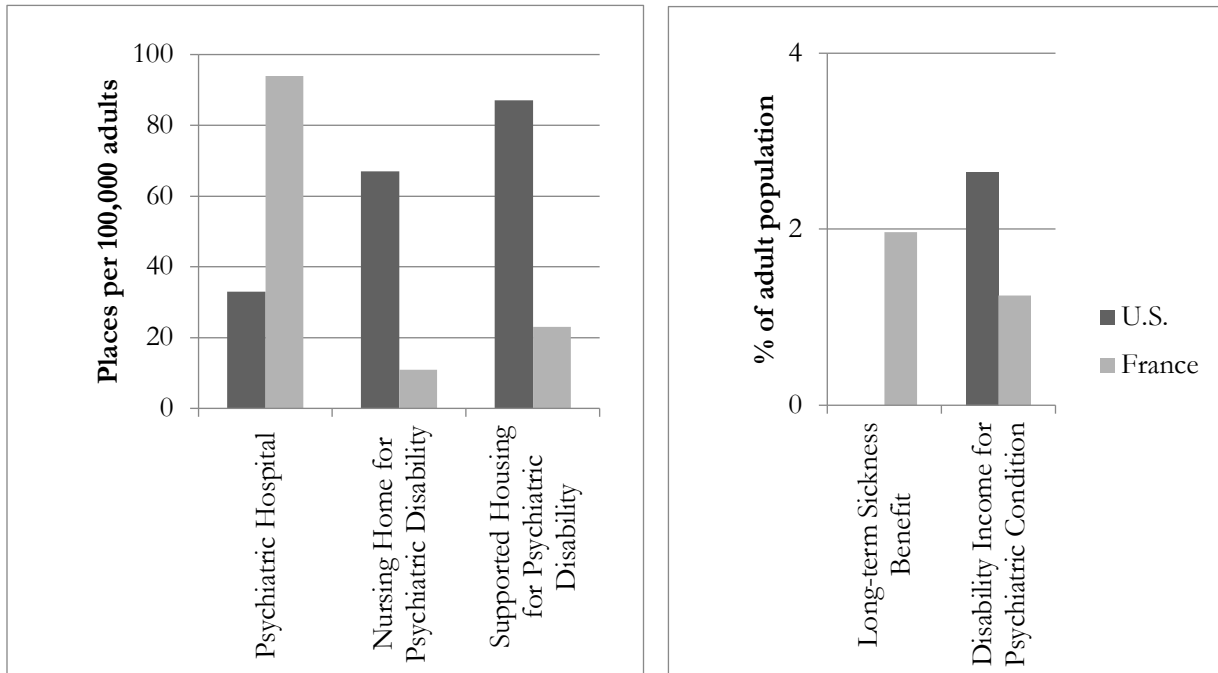 Places per 100,000 adults
100
80
60
40
20
0
Psychiatric Hospital
Nursing Home for
Psychiatric Disability
Supported Housing
for Psychiatric
Disability
% of adult population
4
2
0
Long-term Sickness
Benefit
Disability Income for
Psychiatric Condition
U.S.
France